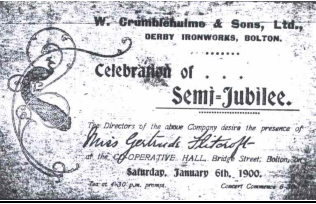 W. Crumblehulme & Sons, Ltd.,
DERBY IRONWORKS, BOLTON.
Celebration of . . .
Semi-Jubilee.
The Directors of the above Company desire the presence of
Miss Gertrude Flitcroft
at the CO-OPERATIVE HALL, Bridge Street, Bolton, on
Saturday, January 6th, 1900.
Tea at 4-30 p.m. prompt. Concert Commence